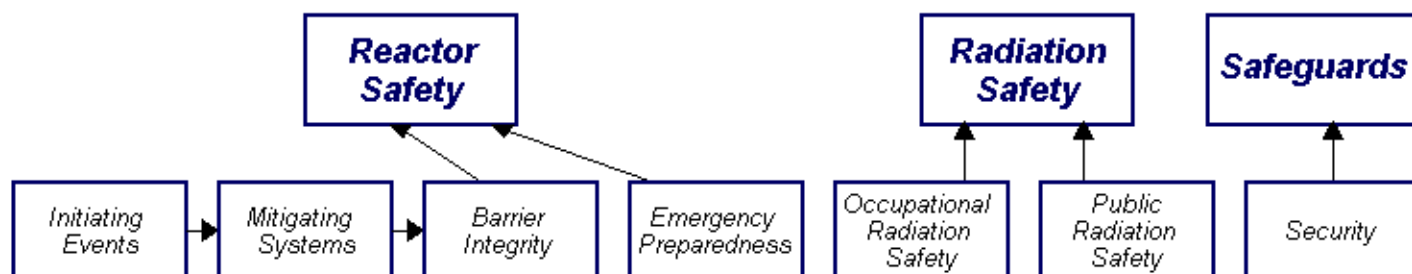 Reactor
Safety
Radiation
Safety
Safeguards
Initiating
Events
Mitigating
Systems
Barrier
Integrity
Emergency
Preparedness
Occupational
Radiation
Safety
Public
Radiation
Safety
Security